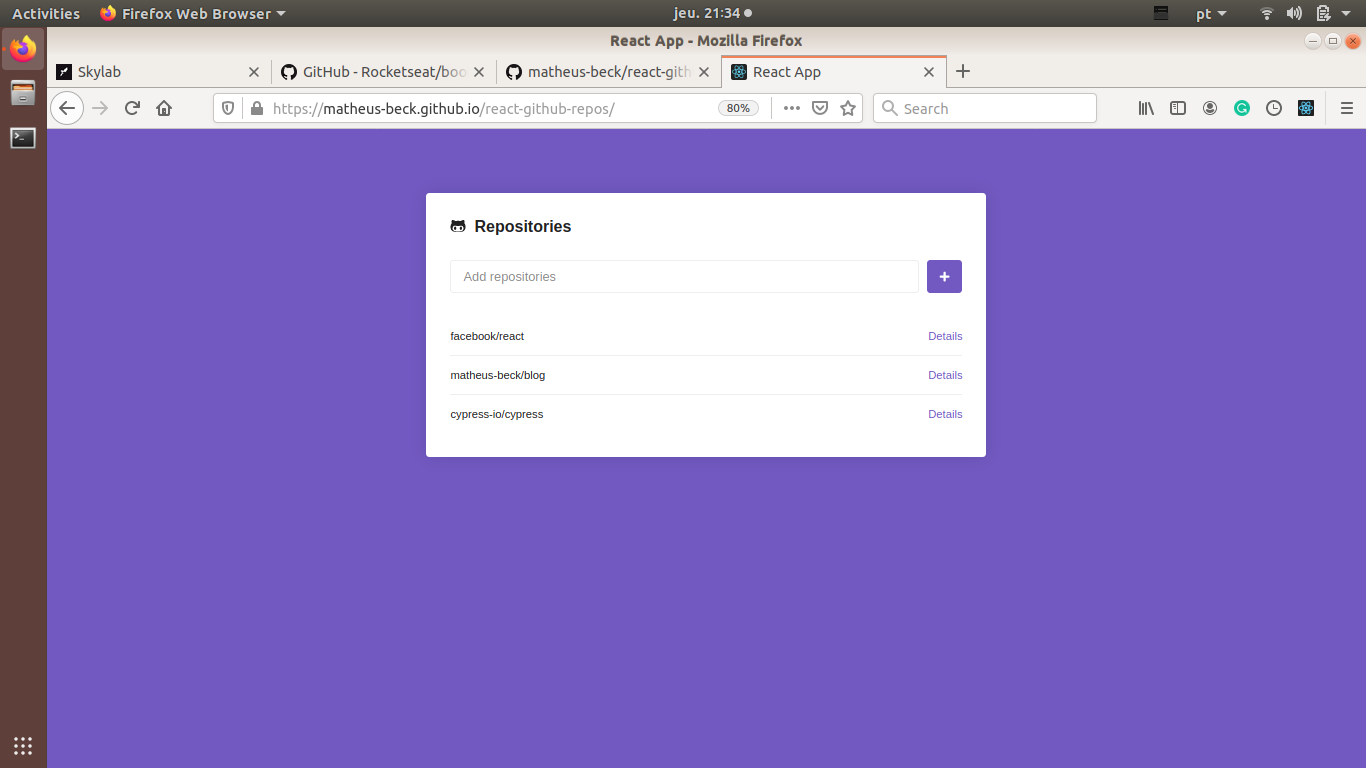 Activities Firefox Web Browser jeu. 21:34 pt
React App - Mozilla Firefox
Skylab GitHub - Rocketseat/boo matheus-beck/react-gith React App
https://matheus-beck.github.io/react-github-repos/ 80% Search
Repositories
Add repositories
facebook/react Details
matheus-beck/blog Details
cypress-io/cypress Details